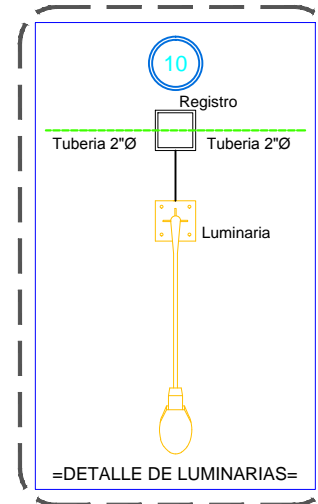 10
Registro
Tuberia 2"Ø Tuberia 2"Ø
Luminaria
=DETALLE DE LUMINARIAS=